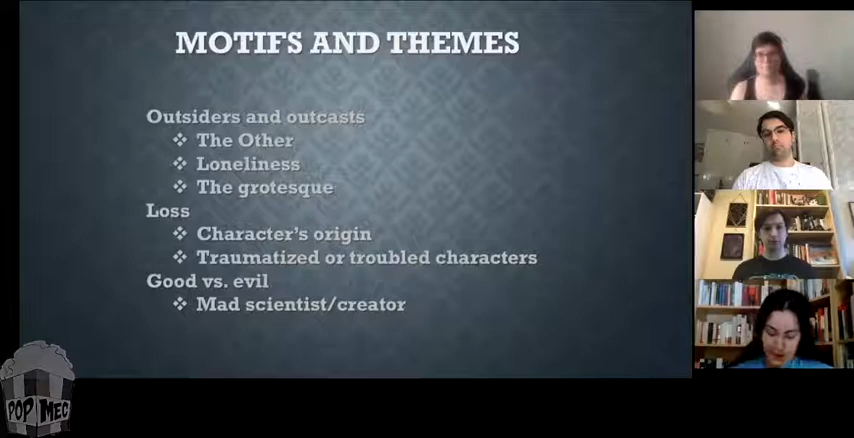 MOTIFS AND THEMES
Outsiders and outcasts
The Other
Loneliness
The grotesque
Loss
Character's origin
Traumatized or troubled characters
Good vs. evil
Mad scientist/creator
POP MEC